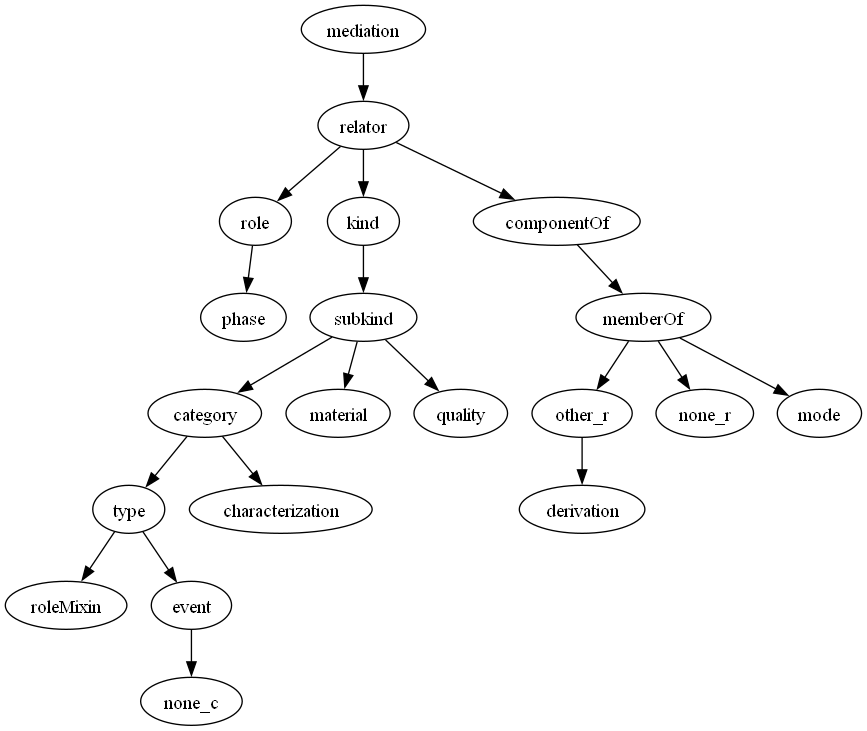 mediation
relator
role
kind
componentOf
phase
subkind
memberOf
category
material
quality
other_r
none_r
mode
type
characterization
derivation
roleMixin
event
none_c